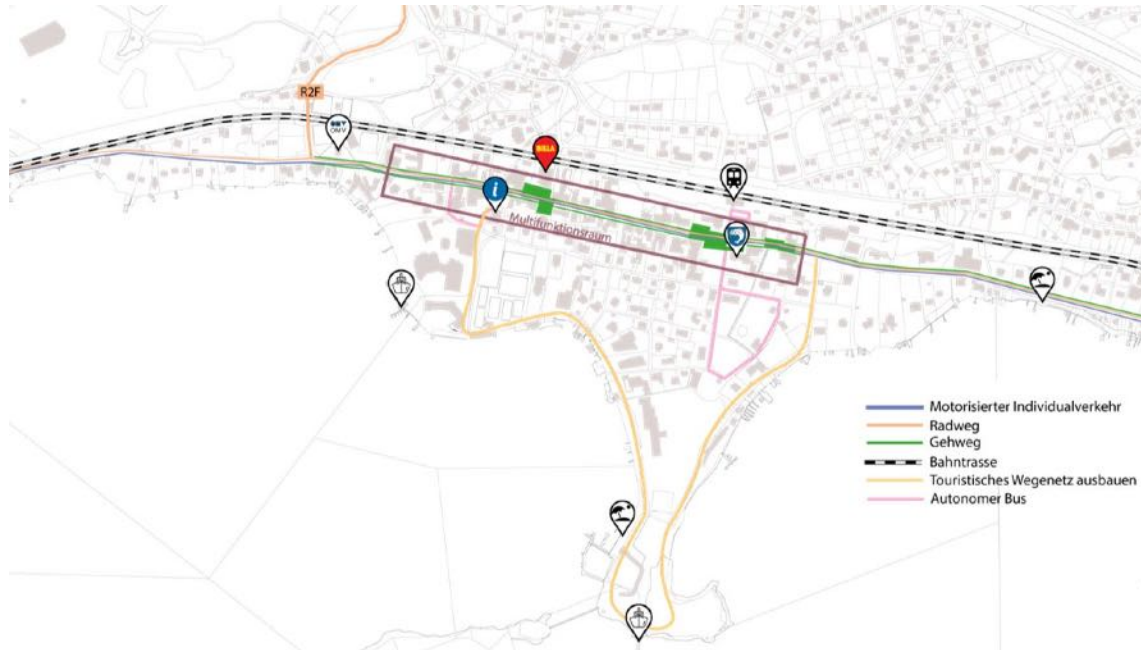 R2F
OMV
BILLA
i
Multifunktionsraum
Motorisierter Individualverkehr
Radweg
Gehweg
Bahntrasse
Touristisches Wegenetz ausbauen
Autonomer Bus